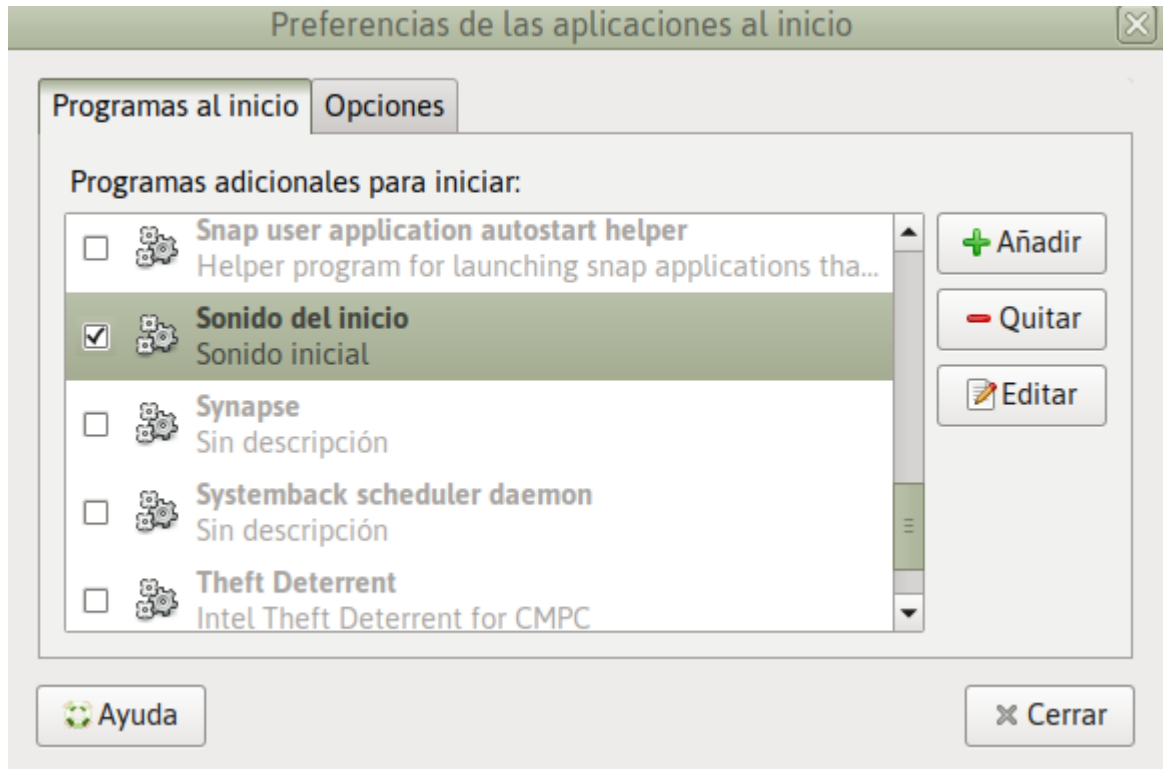 Preferencias de las aplicaciones al inicio
Programas al inicio
Opciones
Programas adicionales para iniciar:
Snap user application autostart helper
Helper program for launching snap applications tha...
Sonido del inicio
Sonido inicial
Synapse
Sin descripción
Systemback scheduler daemon
Sin descripción
Theft Deterrent
Intel Theft Deterrent for CMPC
Añadir
Quitar
Editar
Ayuda
Cerrar